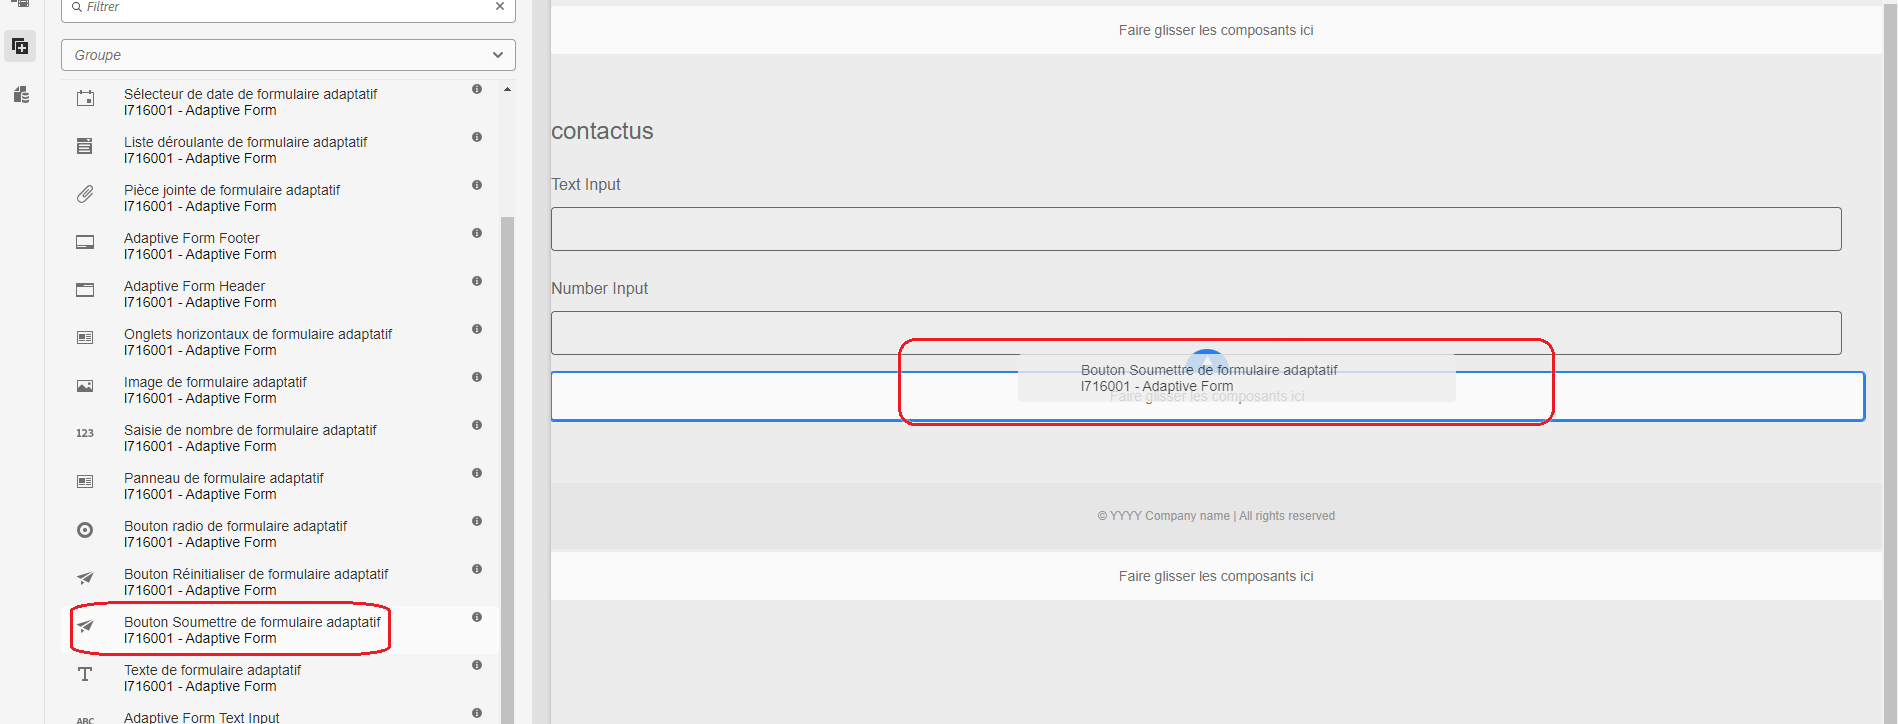 Filtrer
Groupe
Sélecteur de date de formulaire adaptatif
I716001 - Adaptive Form
Liste déroulante de formulaire adaptatif
I716001 - Adaptive Form
Pièce jointe de formulaire adaptatif
I716001 - Adaptive Form
Adaptive Form Footer
I716001 - Adaptive Form
Adaptive Form Header
I716001 - Adaptive Form
Onglets horizontaux de formulaire adaptatif
I716001 - Adaptive Form
Image de formulaire adaptatif
I716001 - Adaptive Form
123
Saisie de nombre de formulaire adaptatif
I716001 - Adaptive Form
Panneau de formulaire adaptatif
I716001 - Adaptive Form
Bouton radio de formulaire adaptatif
I716001 - Adaptive Form
Bouton Réinitialiser de formulaire adaptatif
I716001 - Adaptive Form
Bouton Soumettre de formulaire adaptatif
I716001 - Adaptive Form
Texte de formulaire adaptatif
I716001 - Adaptive Form
ABC
Adaptive Form Text Input
Faire glisser les composants ici
contactus
Text Input
Number Input
Bouton Soumettre de formulaire adaptatif
I716001 - Adaptive Form
Faire glisser les composants ici
© YYYY Company name | All rights reserved
Faire glisser les composants ici